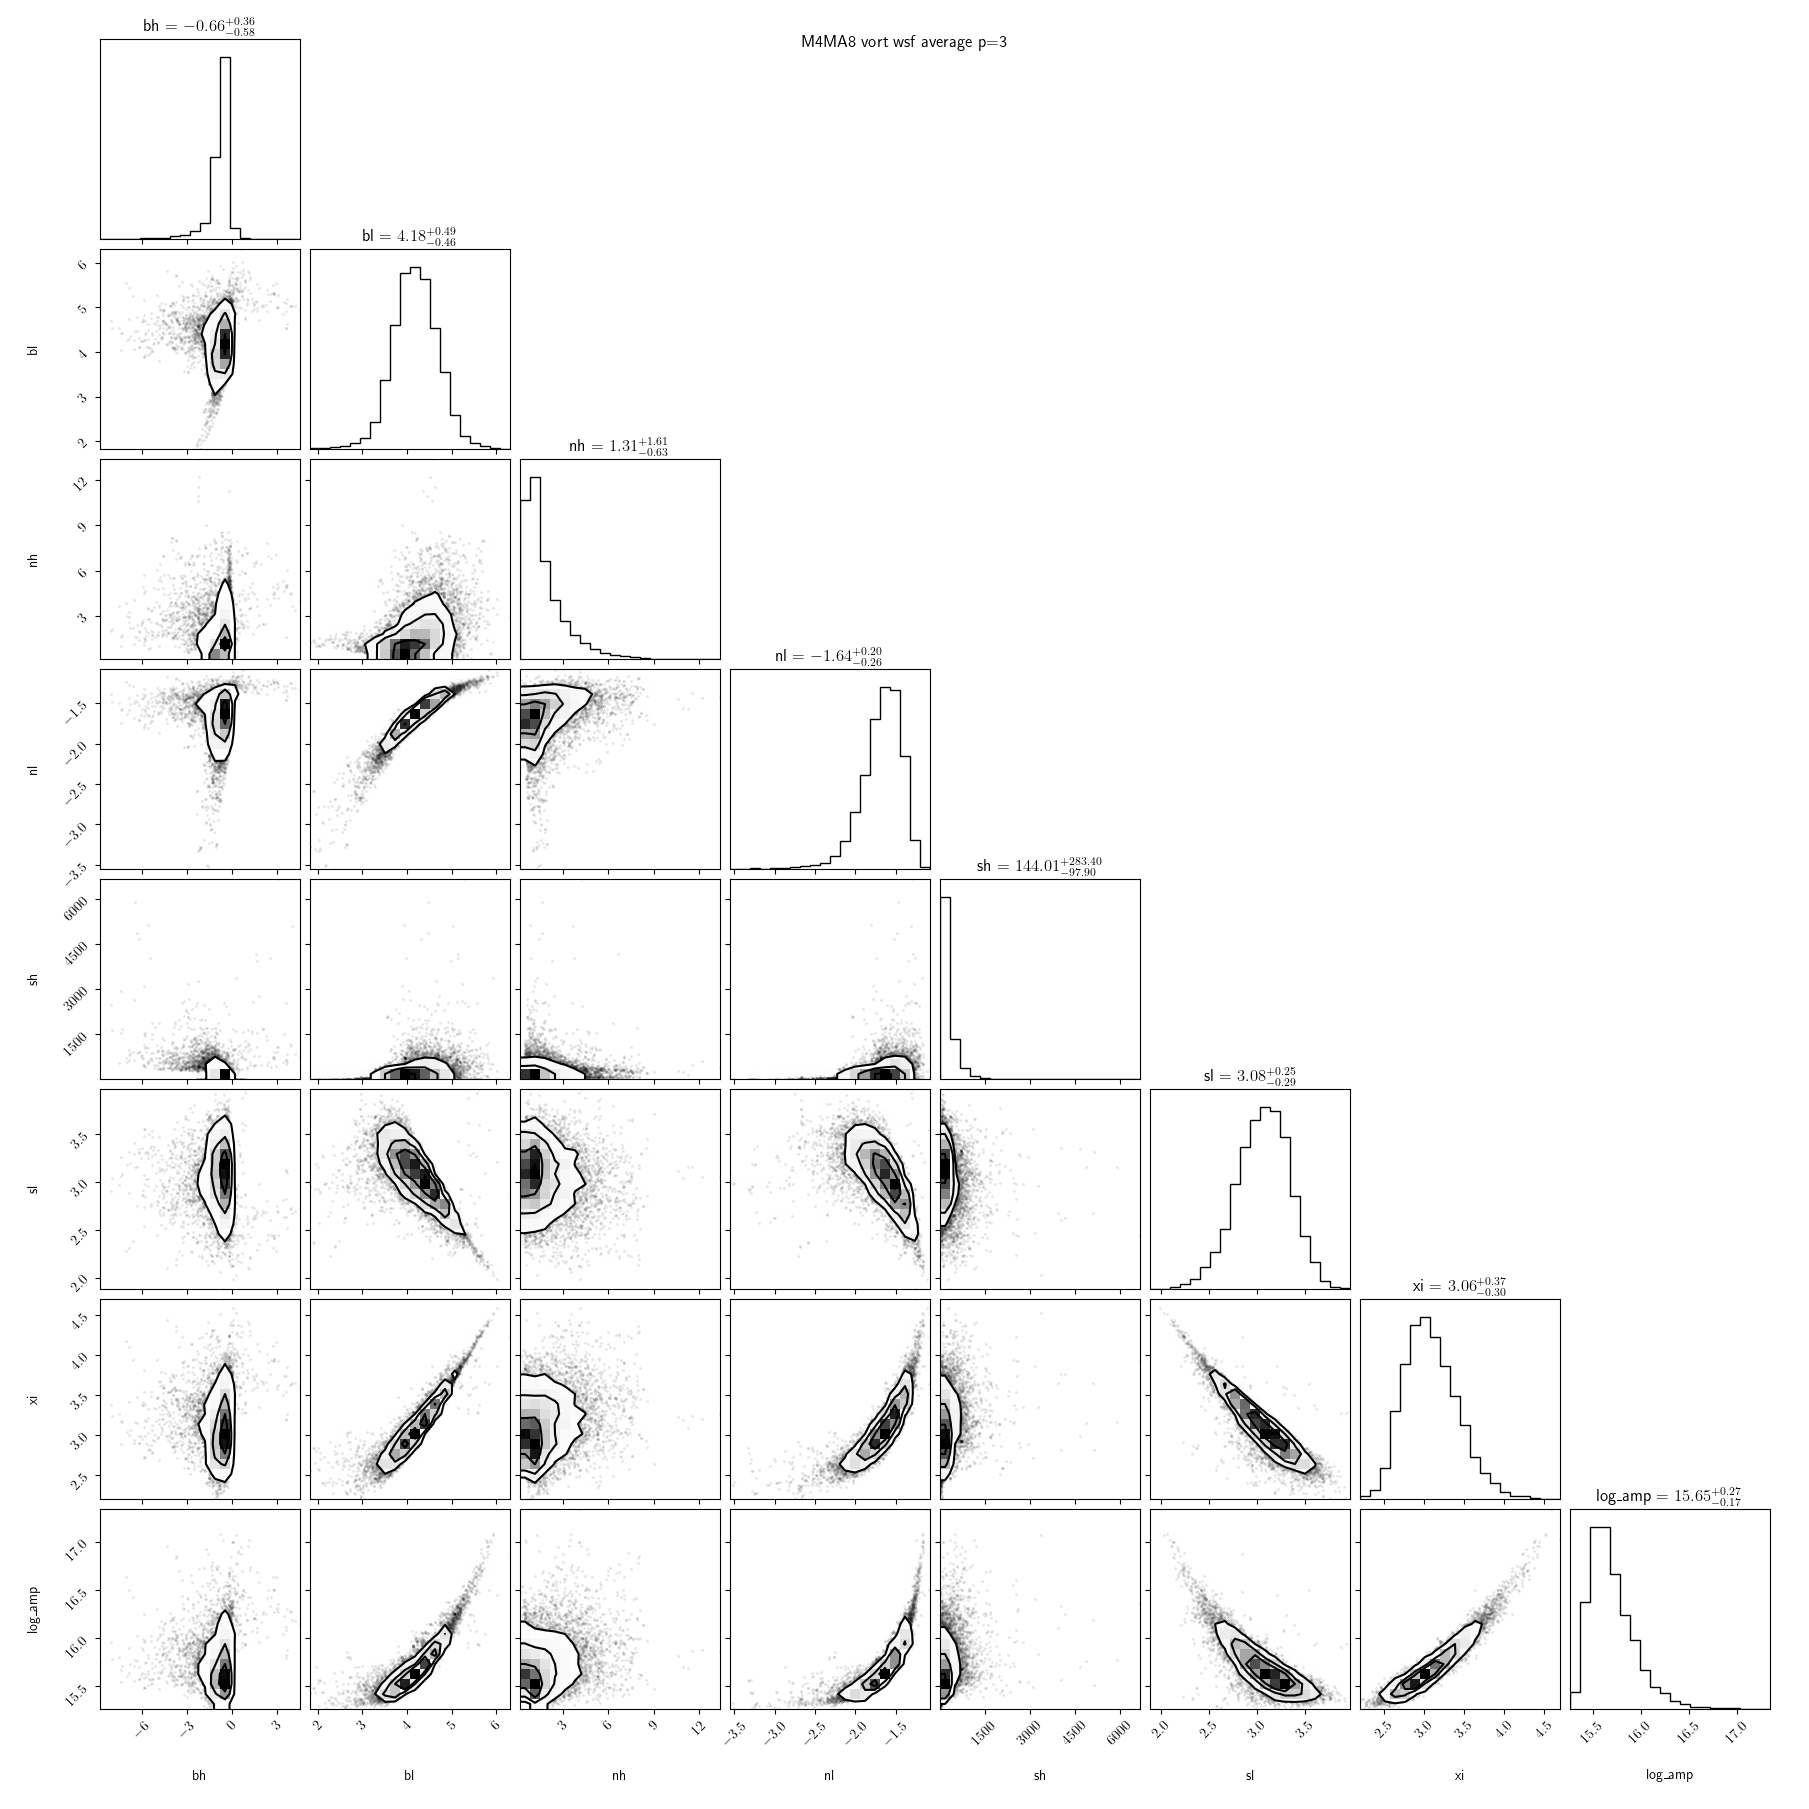 M4MA8 vort wsf average p=3
bh = −0.66 +0.36 −0.58
bl = 4.18 +0.49 −0.46
6
5
4
3
2
bl
nh = 1.31 +1.61 −0.63
12
9
6
3
nh
nl = −1.64 +0.20 −0.26
−1.5
−2.0
−2.5
−3.0
−3.5
nl
sh = 144.01 +283.40 −97.90
6000
4500
3000
1500
sh
sl = 3.08 +0.25 −0.29
3.5
3.0
2.5
2.0
sl
xi = 3.06 +0.37 −0.30
4.5
4.0
3.5
3.0
2.5
xi
log_amp = 15.65 +0.27 −0.17
17.0
16.5
16.0
15.5
log_amp
−6 −3 0 3 2 3 4 5 6 3 6 9 12 −3.5 −3.0 −2.5 −2.0 −1.5 1500 3000 4500 6000 2.0 2.5 3.0 3.5 2.5 3.0 3.5 4.0 4.5 15.5 16.0 16.5 17.0
bh bl nh nl sh sl xi log_amp